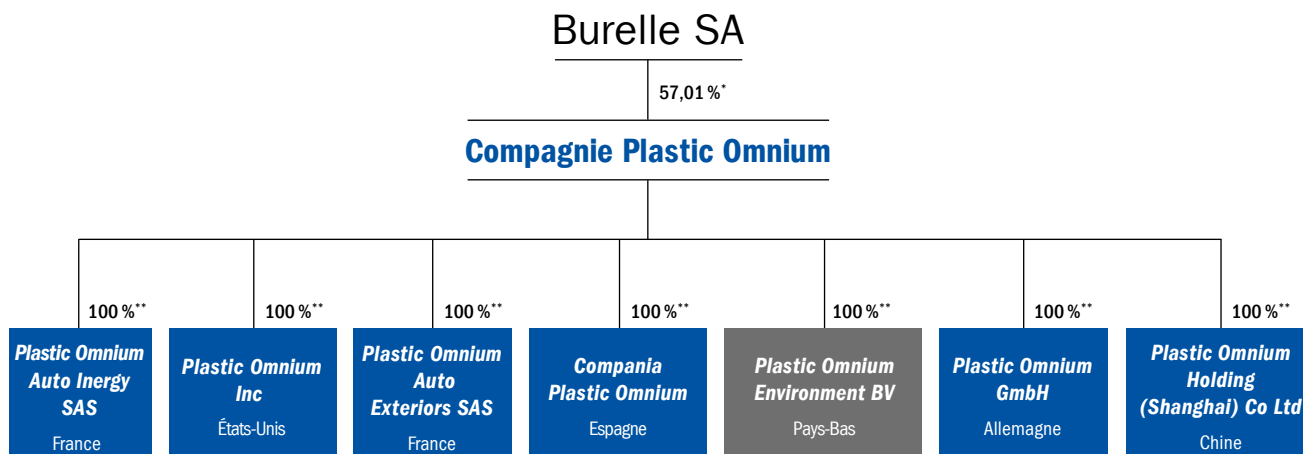 Burelle SA
57,01 %*
Compagnie Plastic Omnium
100 %**
100 %**
100 %**
100 %**
100 %**
100 %**
100 %**
Plastic Omnium
Auto Inergy
SAS
France
Plastic Omnium
Inc
États-Unis
Plastic Omnium
Auto
Exteriors SAS
France
Compania
Plastic Omnium
Espagne
Plastic Omnium
Environment BV
Pays-Bas
Plastic Omnium
GmbH
Allemagne
Plastic Omnium
Holding
(Shanghai) Co Ltd
Chine